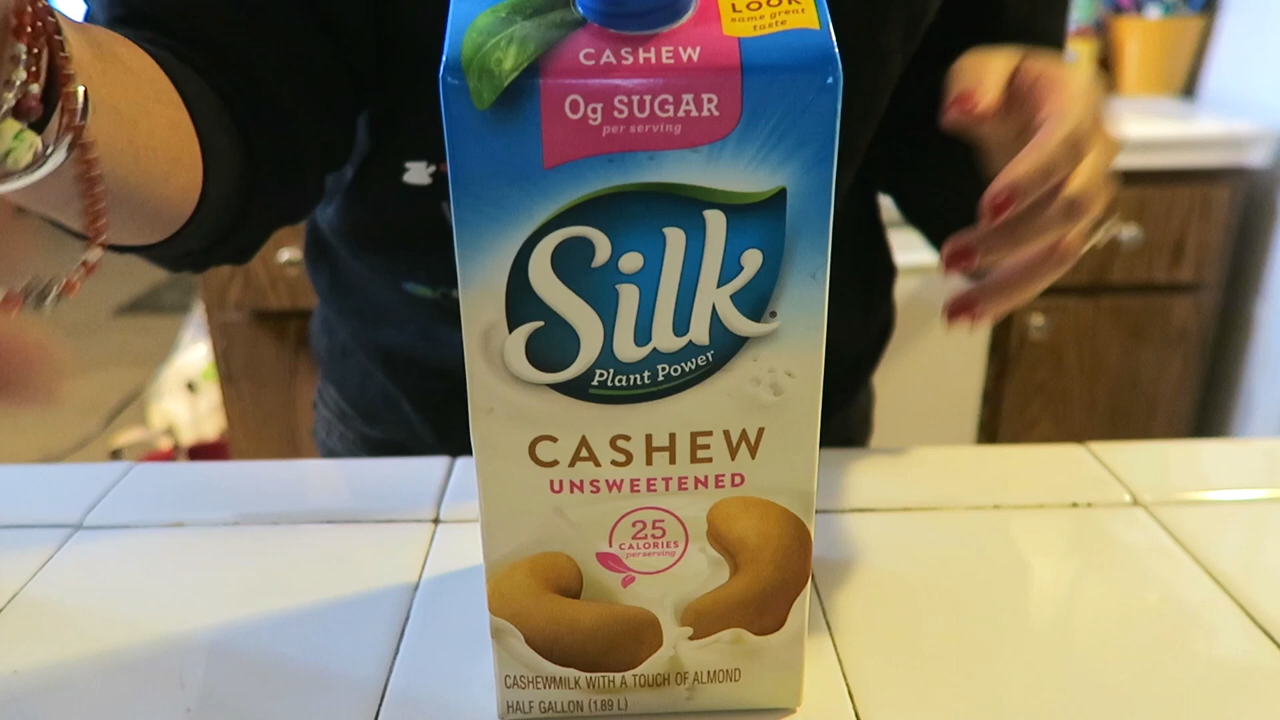 LOOK
same great
taste
CASHEW
0g SUGAR
per serving
Silk
Plant Power
CASHEW
UNSWEETENED
25
CALORIES
per serving
CASHEWMILK WITH A TOUCH OF ALMOND
HALF GALLON (1.89 L)